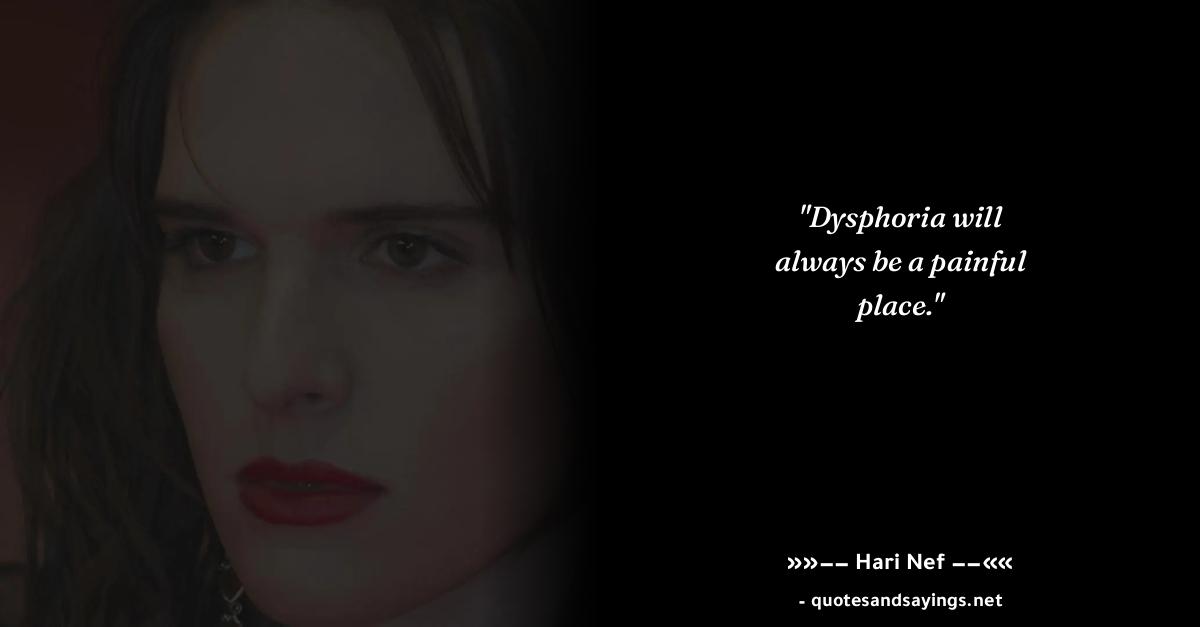 "Dysphoria will
always be a painful
place."
»»–– Hari Nef ––««
- quotesandsayings.net